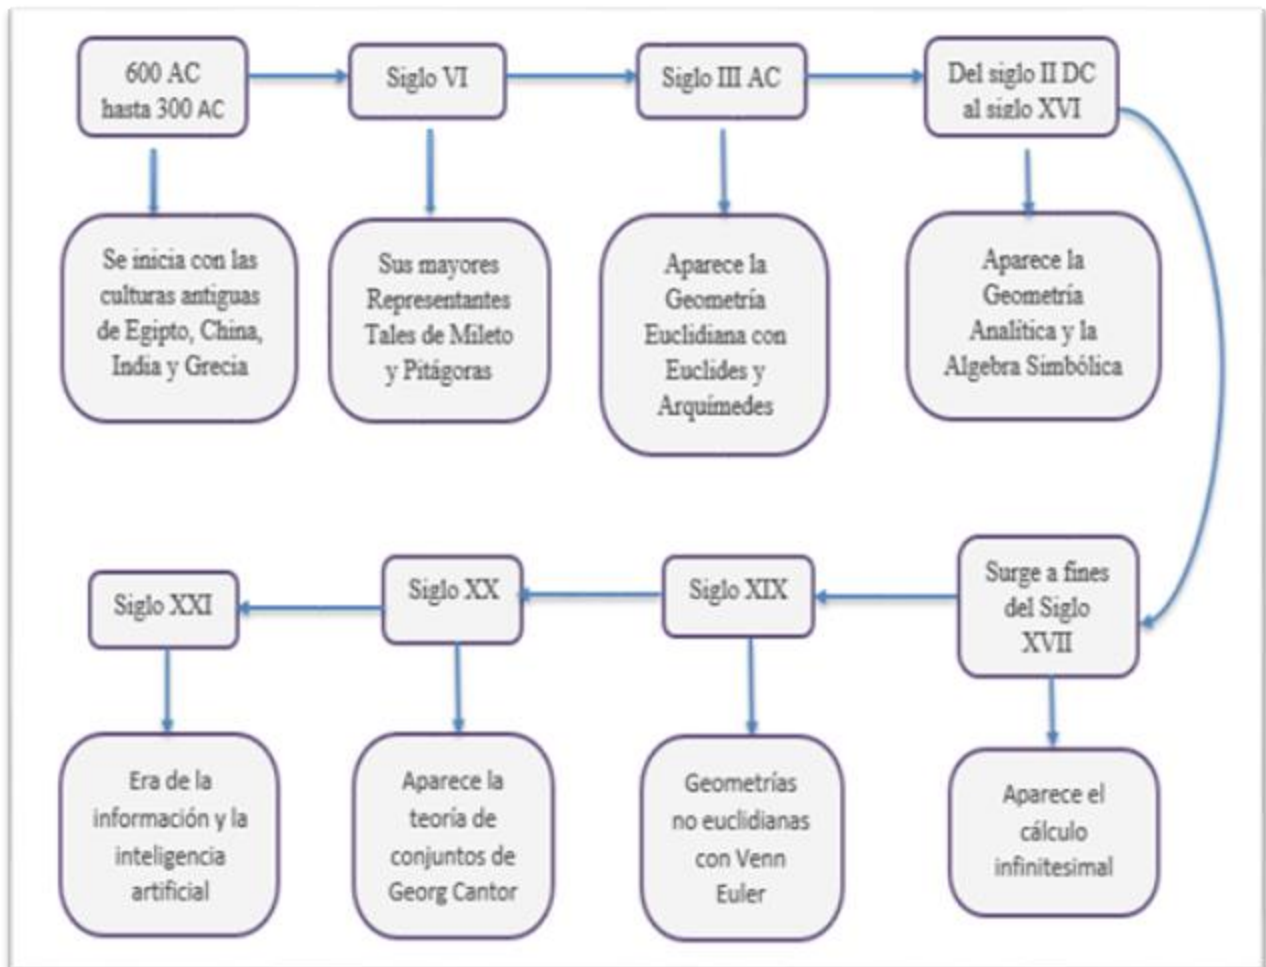 600 AC
hasta 300 AC
Siglo VI
Siglo III AC
Del siglo II DC
al siglo XVI
Se inicia con las
culturas antiguas
de Egipto, China,
India y Grecia
Sus mayores
Representantes
Tales de Mileto
y Pitágoras
Aparece la
Geometría
Euclidiana con
Euclides y
Arquímedes
Aparece la
Geometría
Analítica y la
Algebra Simbólica
Surge a fines
del Siglo
XVII
Siglo XIX
Siglo XX
Siglo XXI
Aparece el
cálculo
infinitesimal
Geometrías
no euclidianas
con Venn
Euler
Aparece la
teoría de
conjuntos de
Georg Cantor
Era de la
información y la
inteligencia
artificial